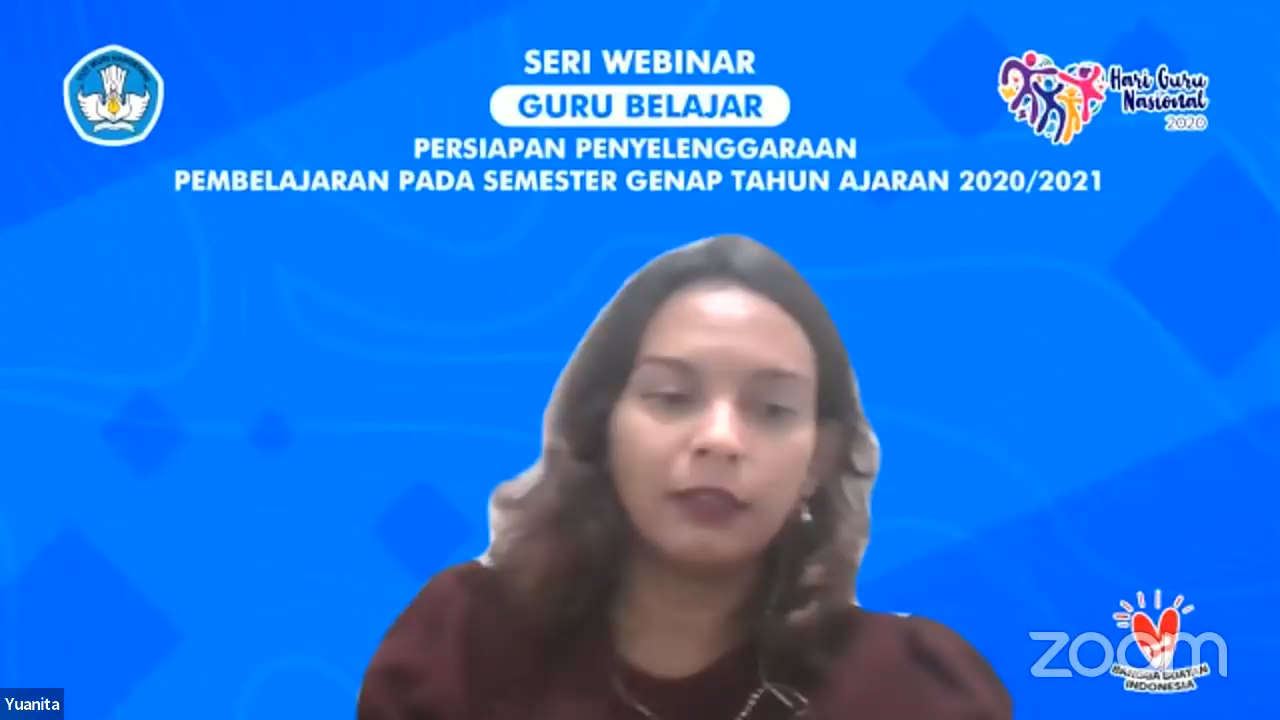 SERI WEBINAR
GURU BELAJAR
PERSIAPAN PENYELENGGARAAN
PEMBELAJARAN PADA SEMESTER GENAP TAHUN AJARAN 2020/2021
Hari Guru
Nasional
2020
zoom
BANGGA BUATAN
INDONESIA
Yuanita